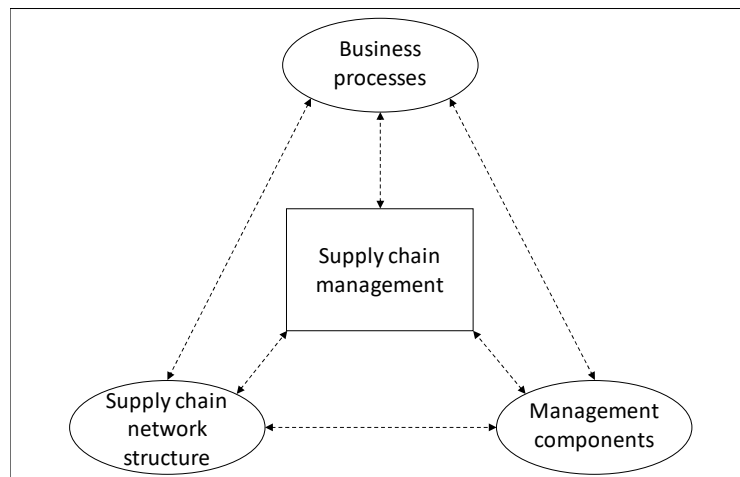 Business
processes
Supply chain
management
Supply chain
network
structure
Management
components